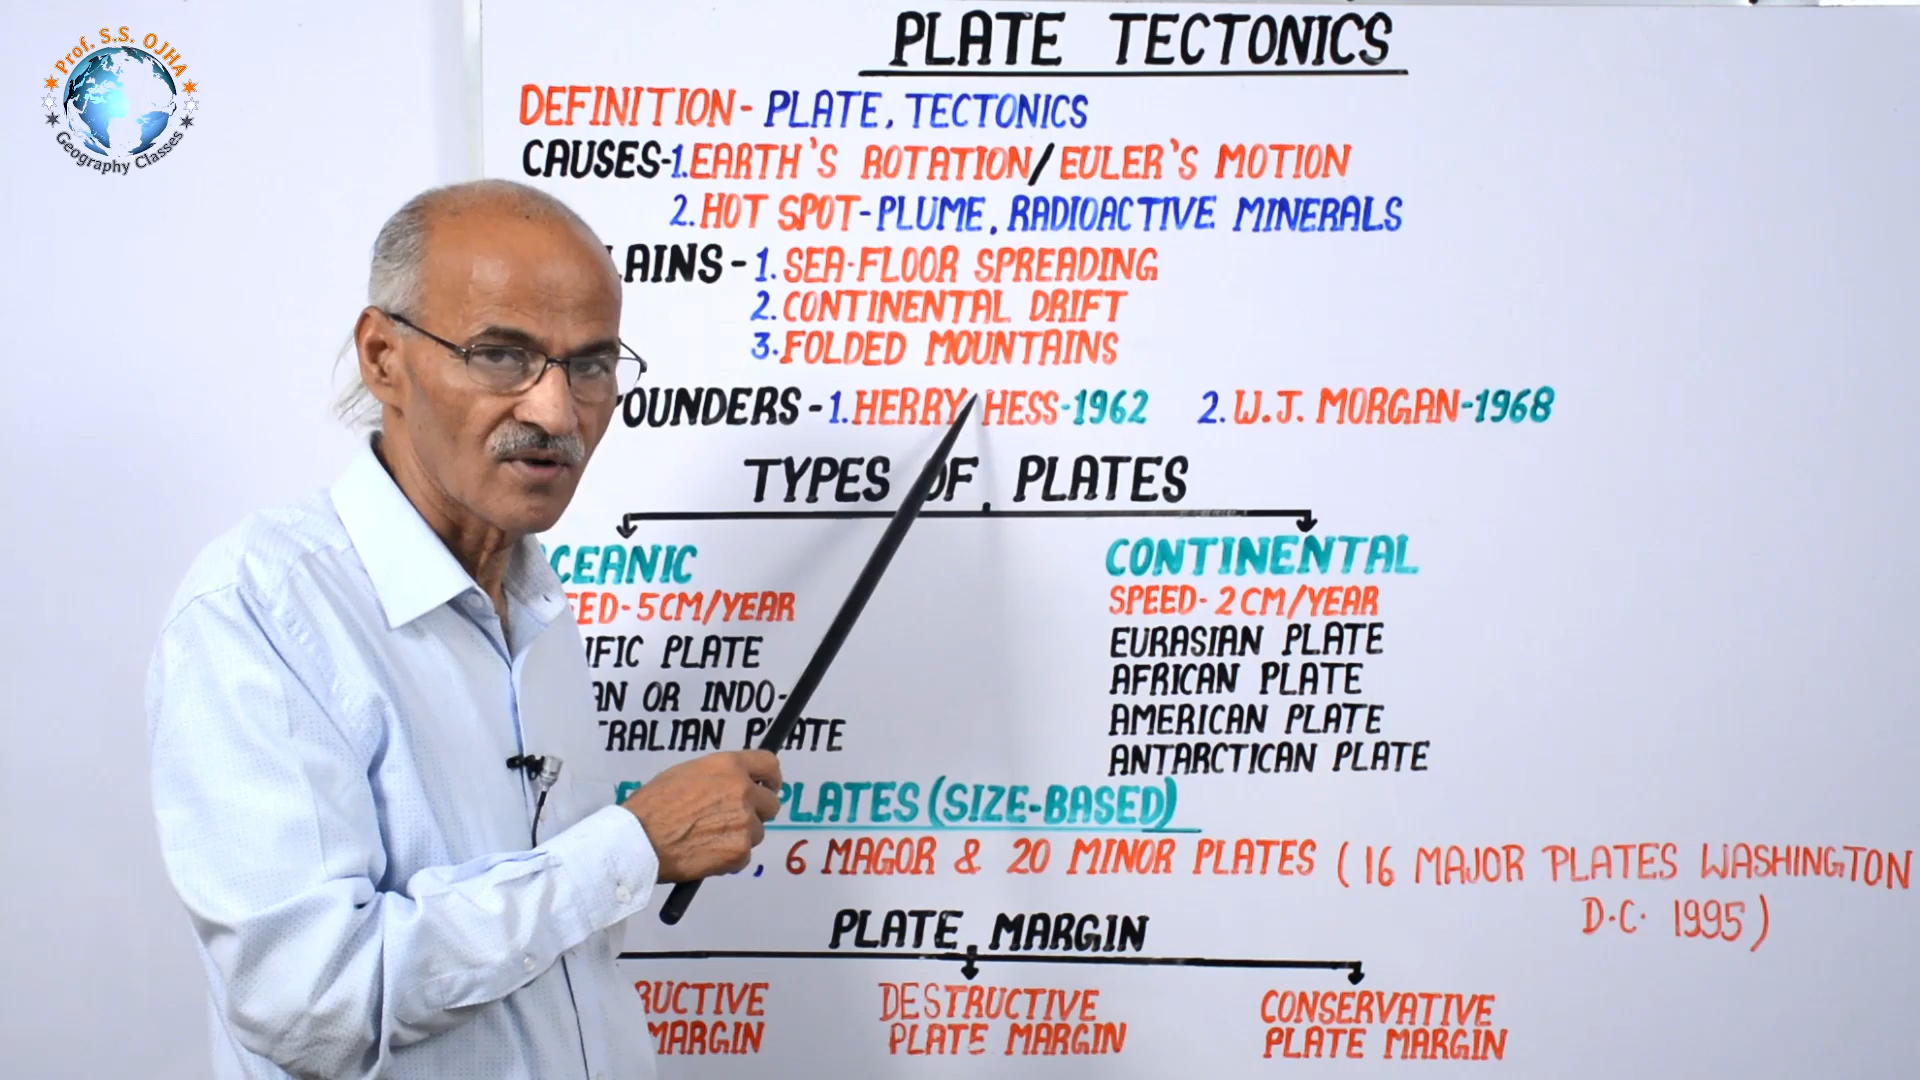 Prof. S.S. OJHA
Geography Classes
PLATE TECTONICS
DEFINITION- PLATE, TECTONICS
CAUSES-1.EARTH'S ROTATION/EULER'S MOTION
2.HOT SPOT-PLUME, RADIOACTIVE MINERALS
LAINS- 1. SEA-FLOOR SPREADING
2. CONTINENTAL DRIFT
3.FOLDED MOUNTAINS
OUNDERS-1.HERRY HESS-1962 2. W.J. MORGAN-1968
TYPES OF PLATES
CEANIC
CONTINENTAL
ED-5CM/YEAR
SPEED-2CM/YEAR
IFIC PLATE
EURASIAN PLATE
AN OR INDO-
AFRICAN PLATE
TRALIAN PLATE
AMERICAN PLATE
ANTARCTICAN PLATE
PLATES (SIZE-BASED)
, 6 MAGOR & 20 MINOR PLATES (16 MAJOR PLATES WASHINGTON
D.C. 1995)
PLATE MARGIN
RUCTIVE
MARGIN
DESTRUCTIVE
PLATE MARGIN
CONSERVATIVE
PLATE MARGIN